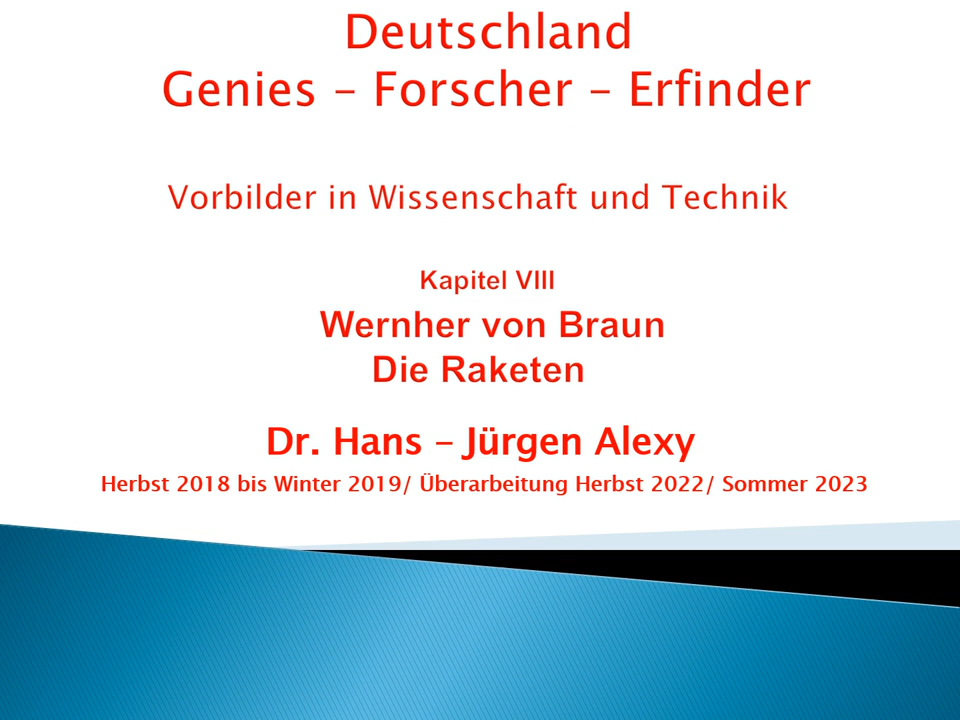 Deutschland
Genies – Forscher – Erfinder
Vorbilder in Wissenschaft und Technik
Kapitel VIII
Wernher von Braun
Die Raketen
Dr. Hans – Jürgen Alexy
Herbst 2018 bis Winter 2019/ Überarbeitung Herbst 2022/ Sommer 2023